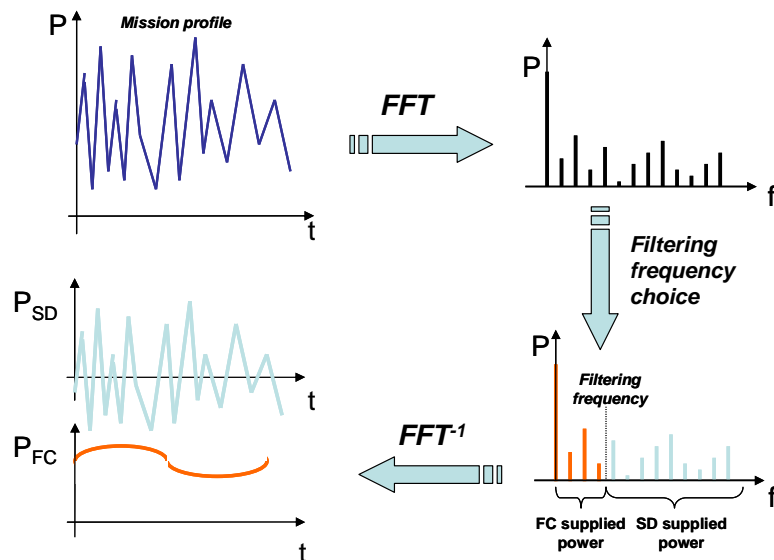 P
Mission profile
t
FFT
P
f
Filtering
frequency
choice
P
Filtering
frequency
f
FC supplied
power
SD supplied
power
FFT-1
PSD
t
PFC
t